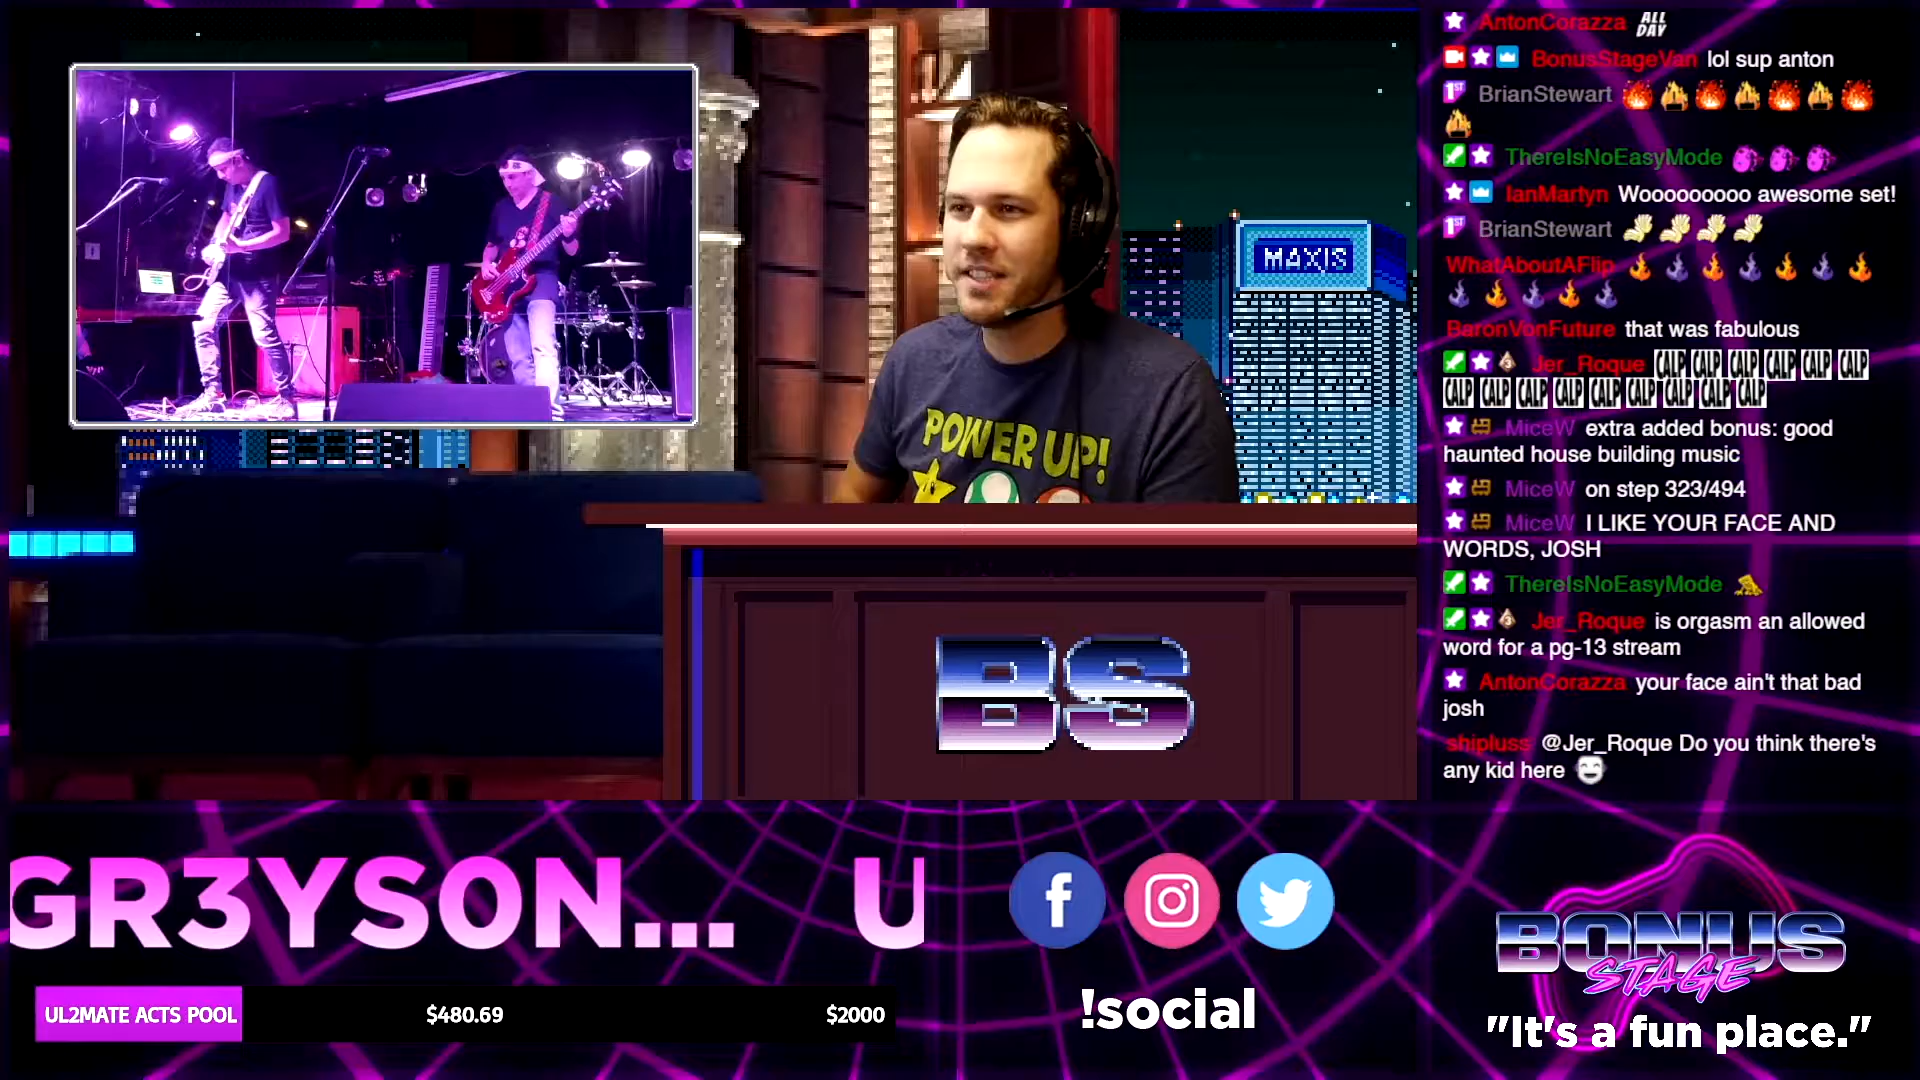 MAXIS
POWER UP!
BS
AntonCorazza ALL DAY
BonusStageVan lol sup anton
1ST BrianStewart
ThereIsNoEasyMode
IanMartyn Wooooooooo awesome set!
1ST BrianStewart
WhatAboutAFlip
BaronVonFuture that was fabulous
3 Jer_Roque CALP CALP CALP CALP CALP CALP
CALP CALP CALP CALP CALP CALP CALP CALP CALP
MiceW extra added bonus: good
haunted house building music
MiceW on step 323/494
MiceW I LIKE YOUR FACE AND
WORDS, JOSH
ThereIsNoEasyMode
3 Jer_Roque is orgasm an allowed
word for a pg-13 stream
AntonCorazza your face ain't that bad
josh
shipluss @Jer_Roque Do you think there's
any kid here
GR3YS0N... U
UL2MATE ACTS POOL $480.69 $2000
!social
BONUS
STAGE
"It's a fun place."